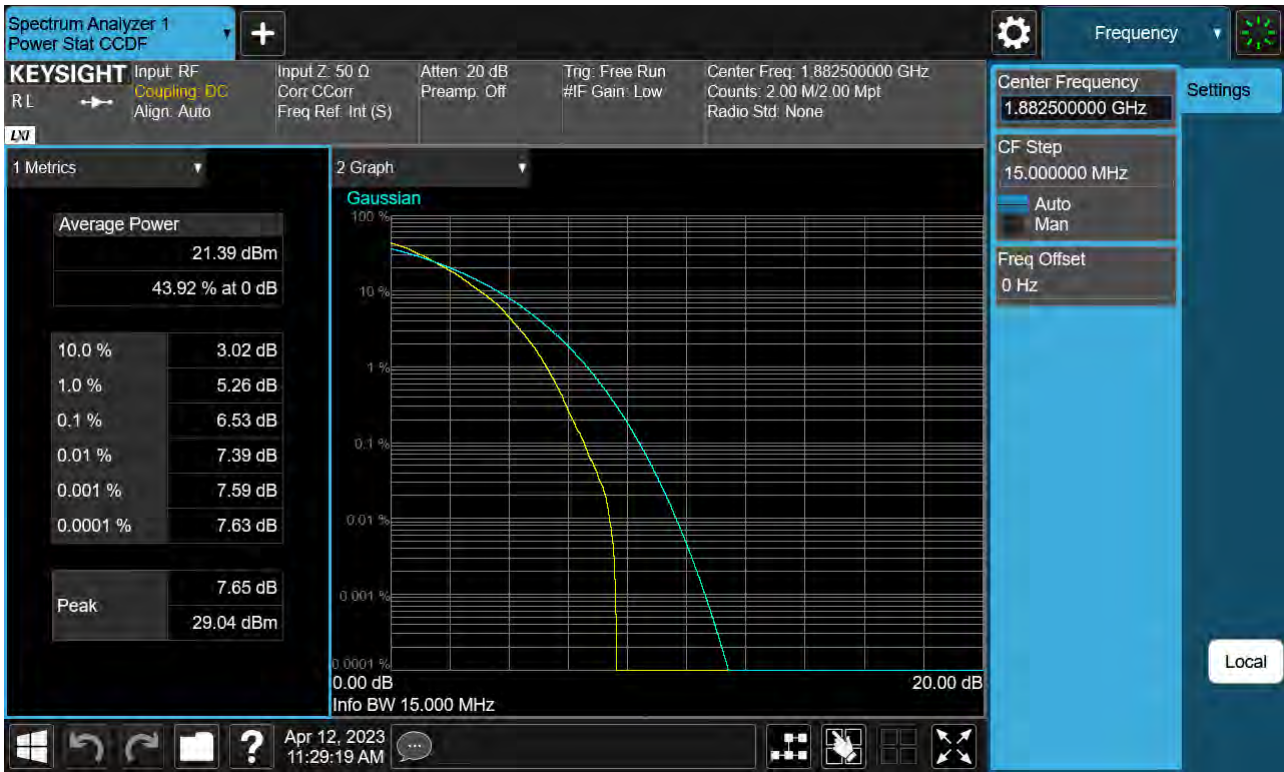 Spectrum Analyzer 1
Power Stat CCDF
+
Frequency
KEYSIGHT
RL
LXI
Input: RF
Coupling: DC
Align: Auto
Input Z: 50 Ω
Corr CCorr
Freq Ref: Int (S)
Atten: 20 dB
Preamp: Off
Trig: Free Run
#IF Gain: Low
Center Freq: 1.882500000 GHz
Counts: 2.00 M/2.00 Mpt
Radio Std: None
Center Frequency
1.882500000 GHz
Settings
CF Step
15.000000 MHz
Auto
Man
Freq Offset
0 Hz
Local
1 Metrics
Average Power
21.39 dBm
43.92 % at 0 dB
10.0 % 3.02 dB
1.0 % 5.26 dB
0.1 % 6.53 dB
0.01 % 7.39 dB
0.001 % 7.59 dB
0.0001 % 7.63 dB
Peak
7.65 dB
29.04 dBm
2 Graph
Gaussian
100 %
10 %
1 %
0.1 %
0.01 %
0.001 %
0.0001 %
0.00 dB 20.00 dB
Info BW 15.000 MHz
?
Apr 12, 2023
11:29:19 AM